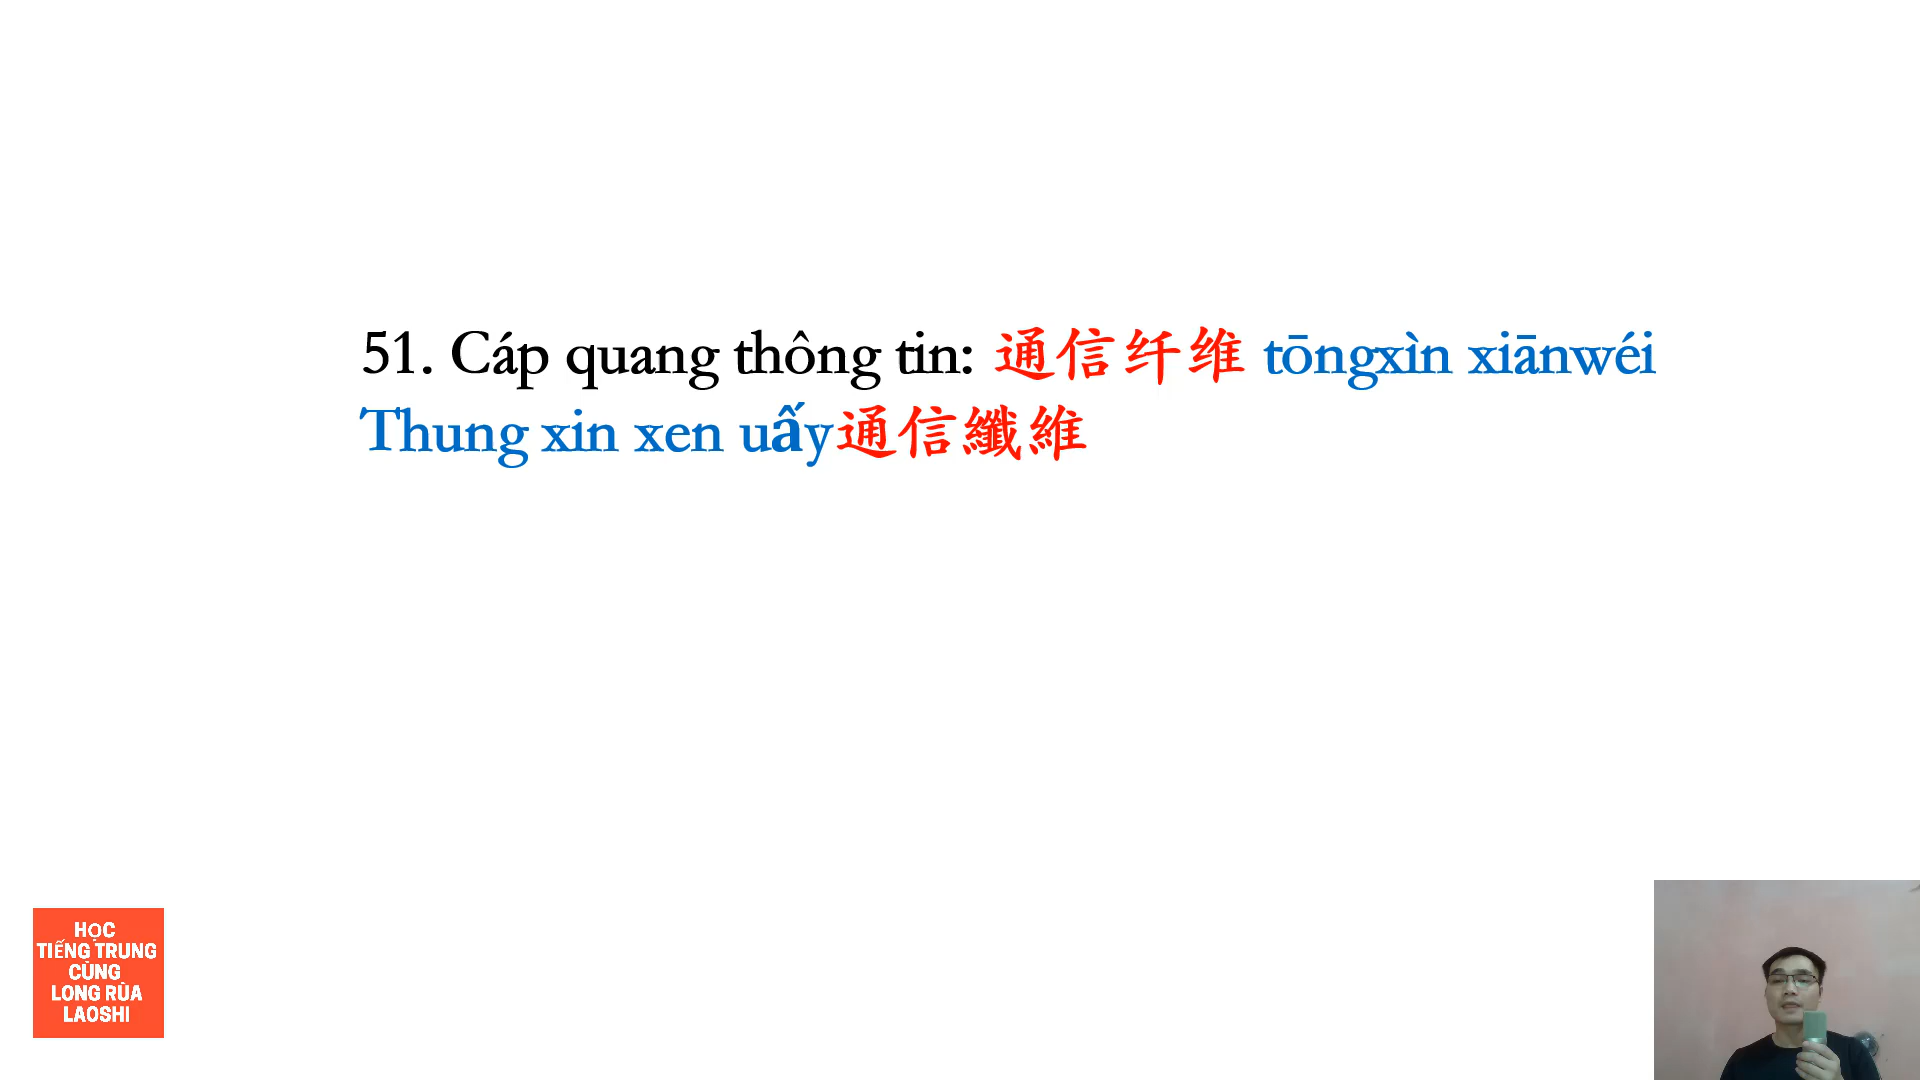 51. Cáp quang thông tin: 通信纤维 tōngxìn xiānwéi
Thung xin xen uấy通信纖維
HỌC
TIẾNG TRUNG
CÙNG
LONG RÙA
LAOSHI